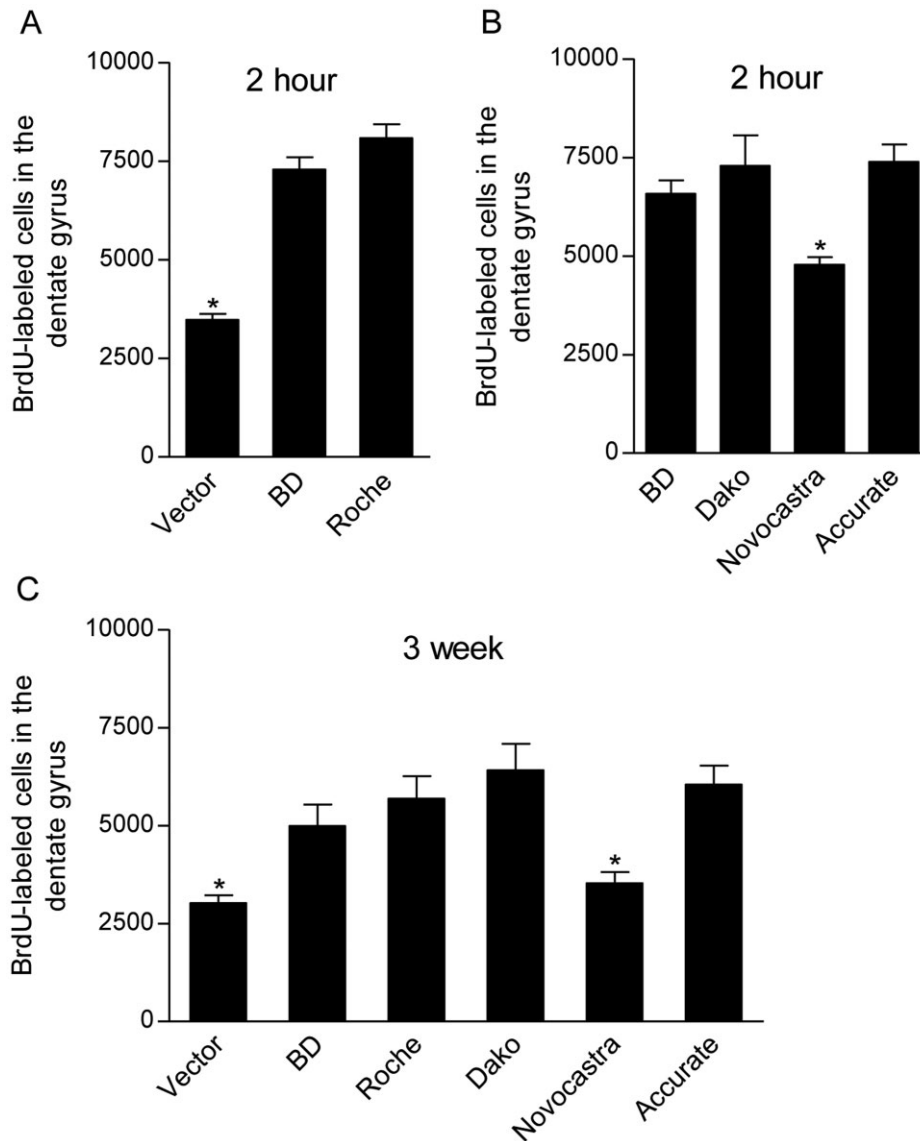 A
10000
7500
5000
2500
0
BrdU-labeled cells in the
dentate gyrus
2 hour
*
Vector
BD
Roche
B
10000
7500
5000
2500
0
BrdU-labeled cells in the
dentate gyrus
2 hour
*
BD
Dako
Novocastra
Accurate
C
10000
7500
5000
2500
0
BrdU-labeled cells in the
dentate gyrus
3 week
*
*
Vector
BD
Roche
Dako
Novocastra
Accurate